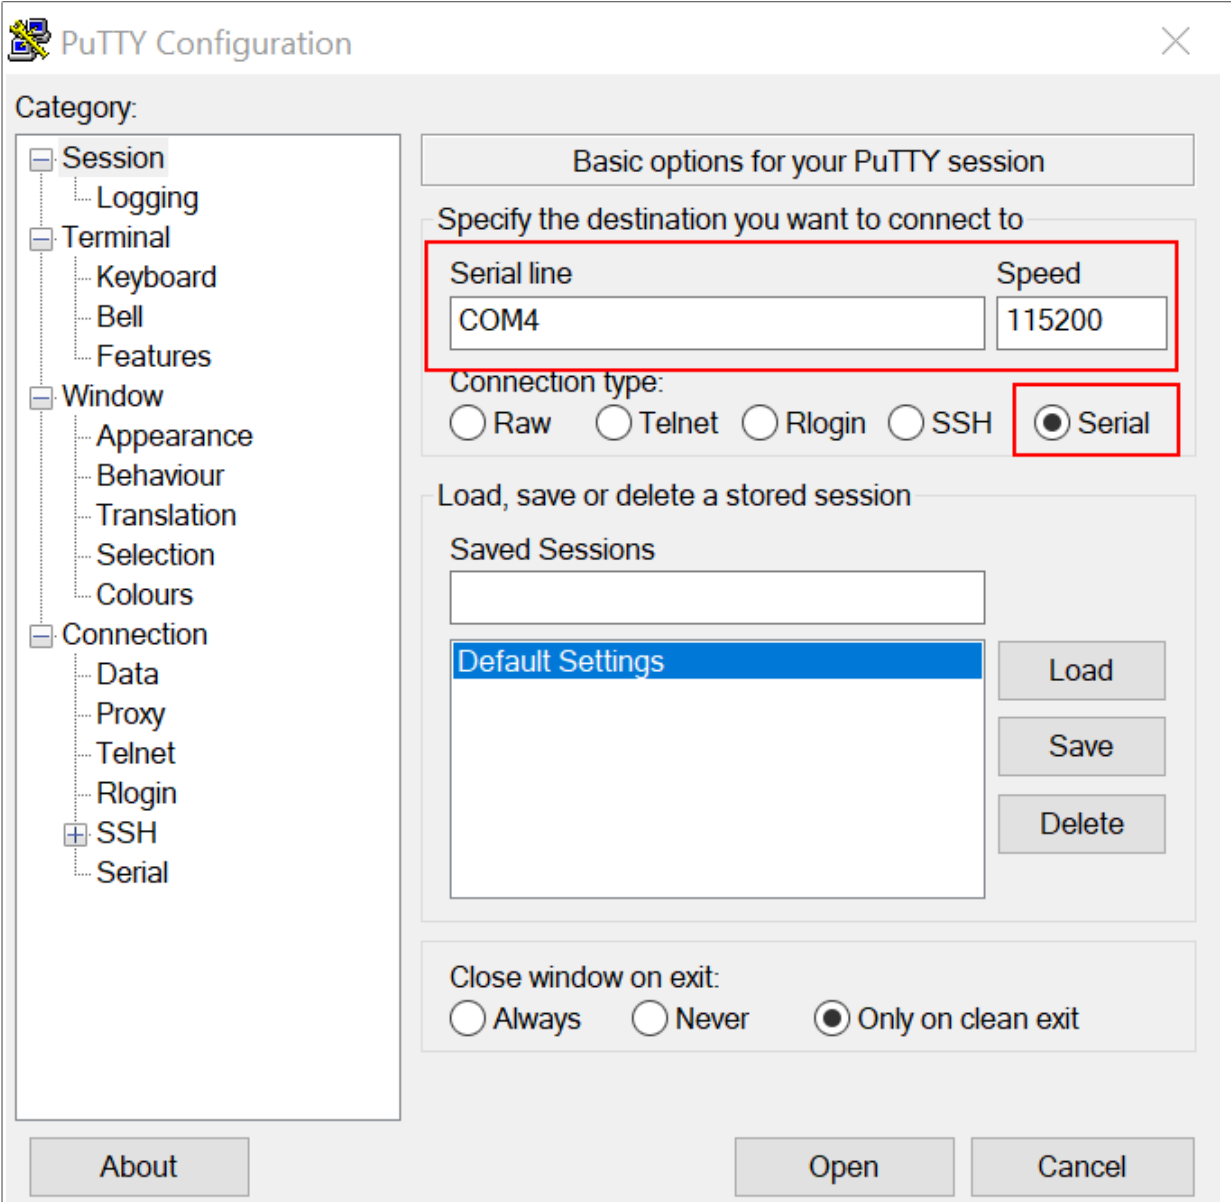 PuTTY Configuration
Category:
Session
Logging
Terminal
Keyboard
Bell
Features
Window
Appearance
Behaviour
Translation
Selection
Colours
Connection
Data
Proxy
Telnet
Rlogin
SSH
Serial
Basic options for your PuTTY session
Specify the destination you want to connect to
Serial line Speed
COM4 115200
Connection type:
Raw Telnet Rlogin SSH Serial
Load, save or delete a stored session
Saved Sessions
Default Settings
Load
Save
Delete
Close window on exit:
Always Never Only on clean exit
About Open Cancel